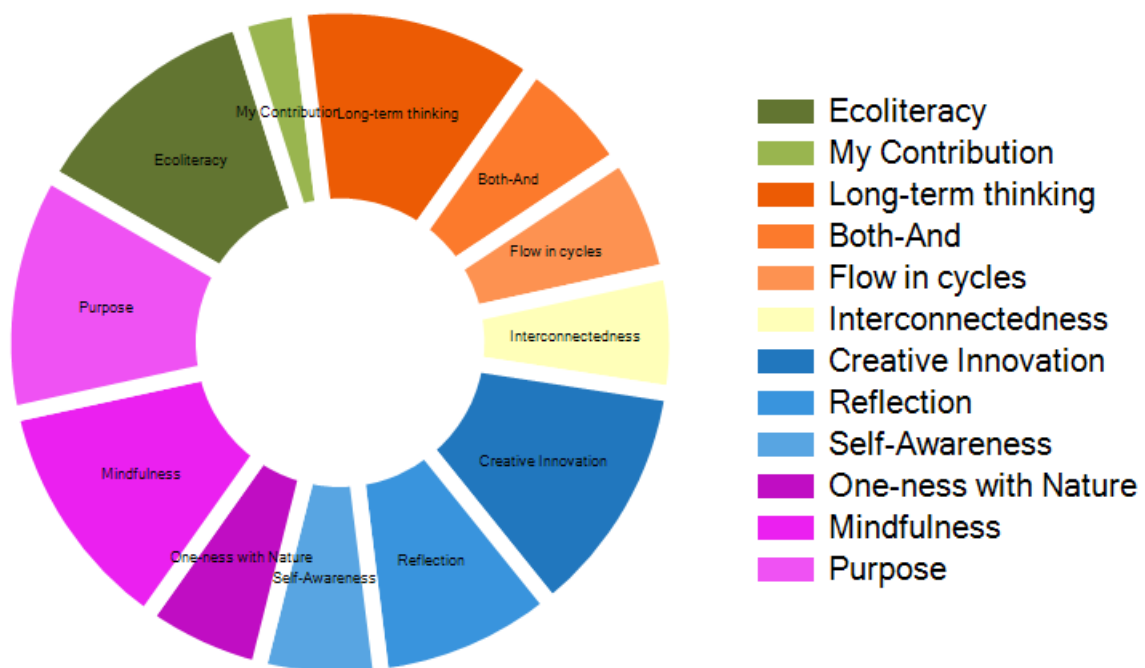 My Contribution
Long-term thinking
Ecoliteracy
Both-And
Flow in cycles
Purpose
Interconnectedness
Mindfulness
Creative Innovation
One-ness with Nature
Reflection
Self-Awareness
Ecoliteracy
My Contribution
Long-term thinking
Both-And
Flow in cycles
Interconnectedness
Creative Innovation
Reflection
Self-Awareness
One-ness with Nature
Mindfulness
Purpose